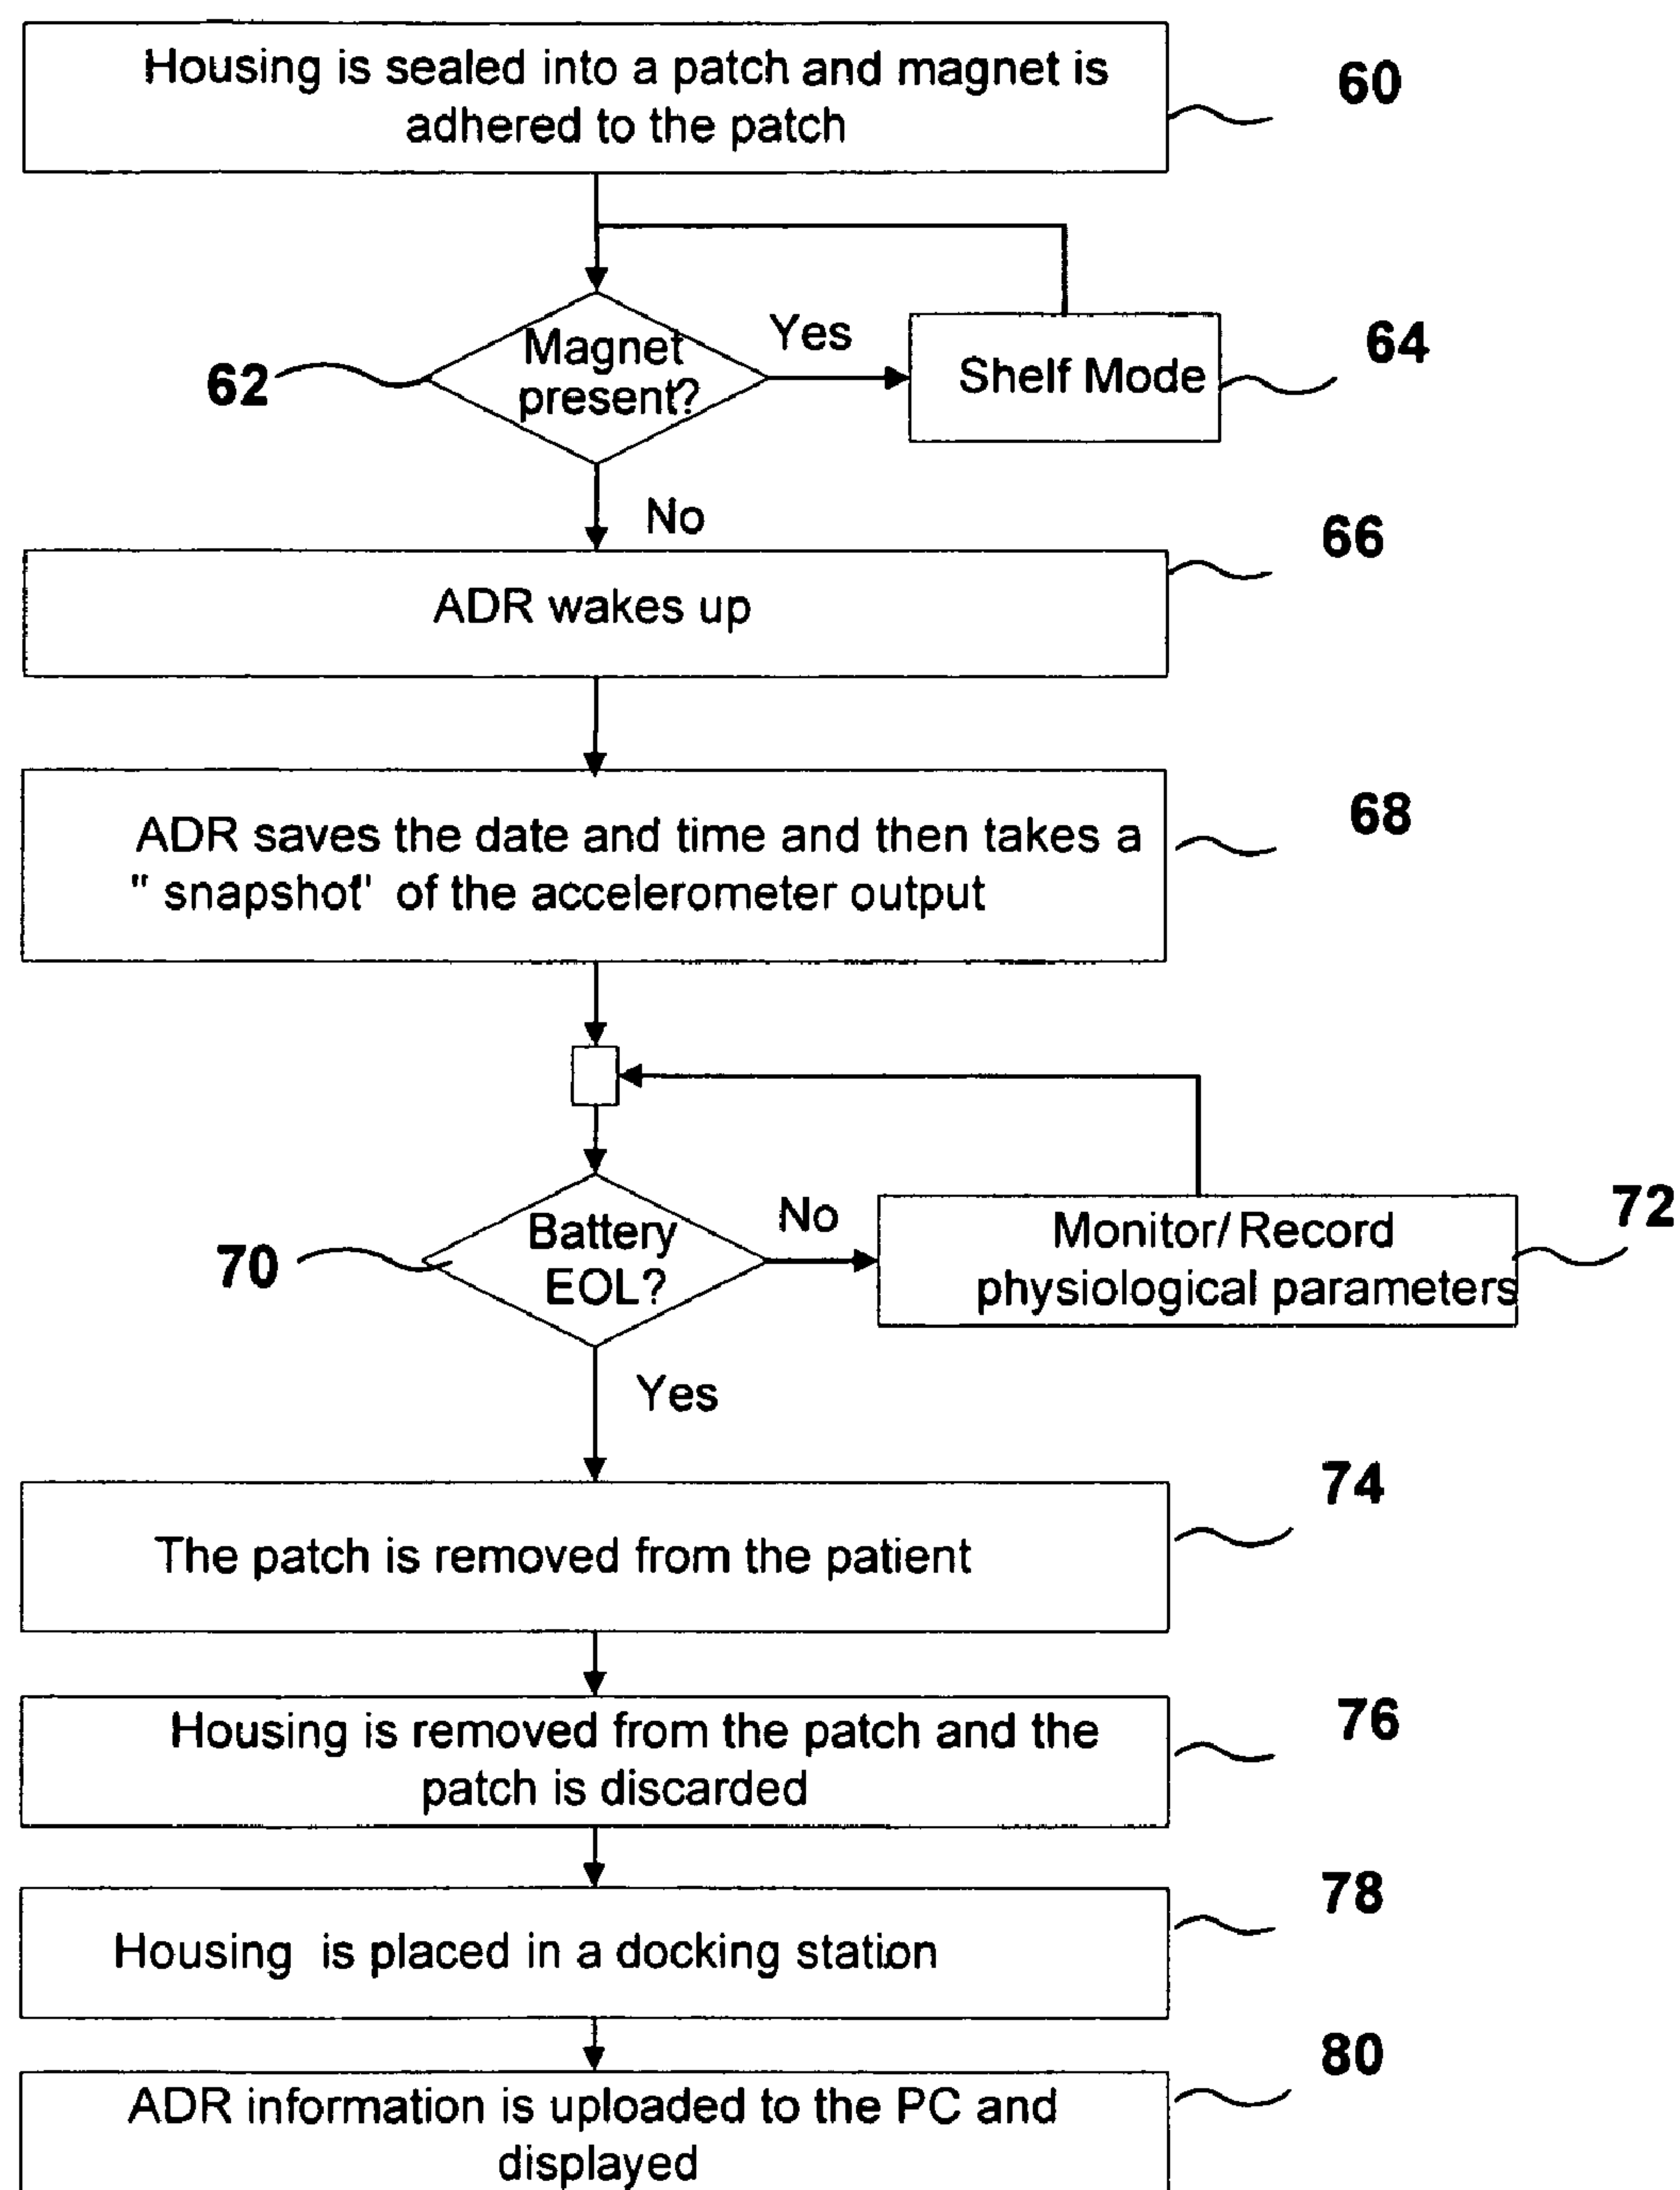 Housing is sealed into a patch and magnet is
adhered to the patch
60
Magnet
present?
Yes
62
Shelf Mode
64
No
ADR wakes up
66
ADR saves the date and time and then takes a
" snapshot" of the accelerometer output
68
Battery
EOL?
No
70
Monitor/ Record
physiological parameters
72
Yes
The patch is removed from the patient
74
Housing is removed from the patch and the
patch is discarded
76
Housing is placed in a docking station
78
ADR information is uploaded to the PC and
displayed
80